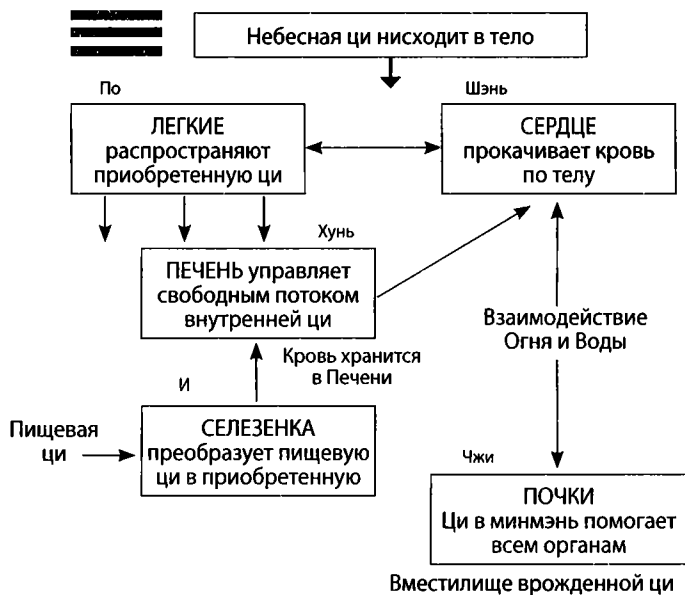 Небесная ци нисходит в тело
По
ЛЕГКИЕ
распространяют
приобретенную ци
Шэнь
СЕРДЦЕ
прокачивает кровь
по телу
Хунь
ПЕЧЕНЬ управляет
свободным потоком
внутренней ци
Взаимодействие
Огня и Воды
Кровь хранится
в Печени
И
Пищевая
ци
СЕЛЕЗЕНКА
преобразует пищевую
ци в приобретенную
Чжи
ПОЧКИ
Ци в минмэнь помогает
всем органам
Вместилище врожденной ци